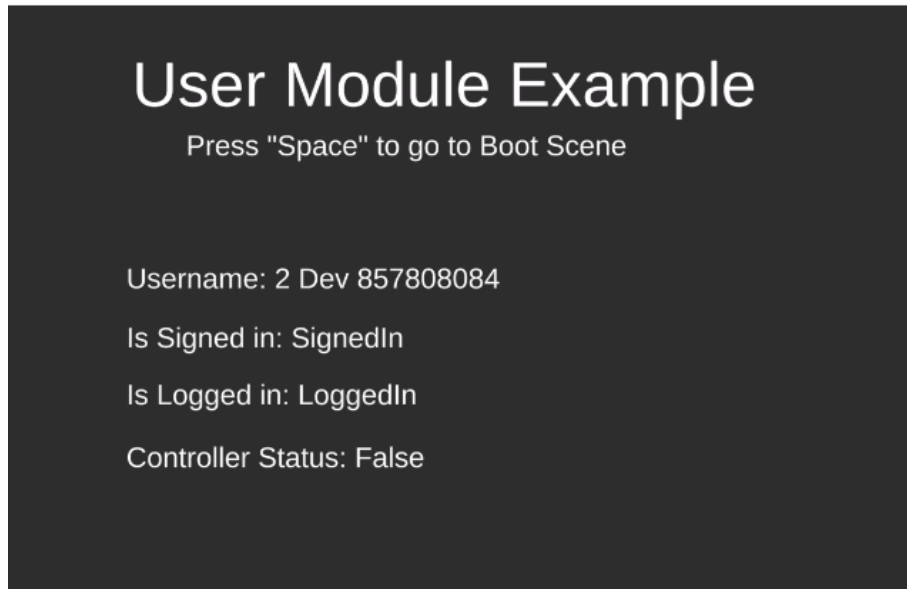 User Module Example
Press "Space" to go to Boot Scene
Username: 2 Dev 857808084
Is Signed in: SignedIn
Is Logged in: LoggedIn
Controller Status: False